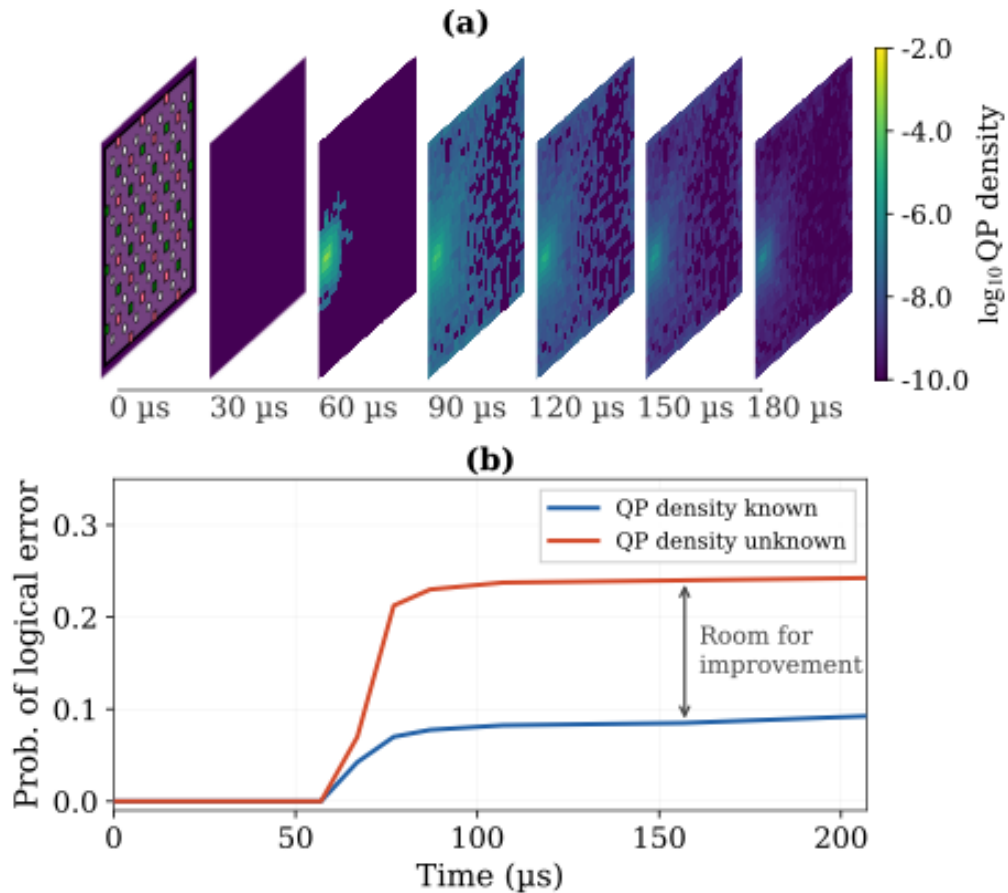 (a)
-2.0
-4.0
-6.0
-8.0
-10.0
log₁₀ QP density
0 µs 30 µs 60 µs 90 µs 120 µs 150 µs 180 µs
(b)
QP density known
QP density unknown
Room for
improvement
0.3
0.2
0.1
0.0
Prob. of logical error
0 50 100 150 200
Time (µs)